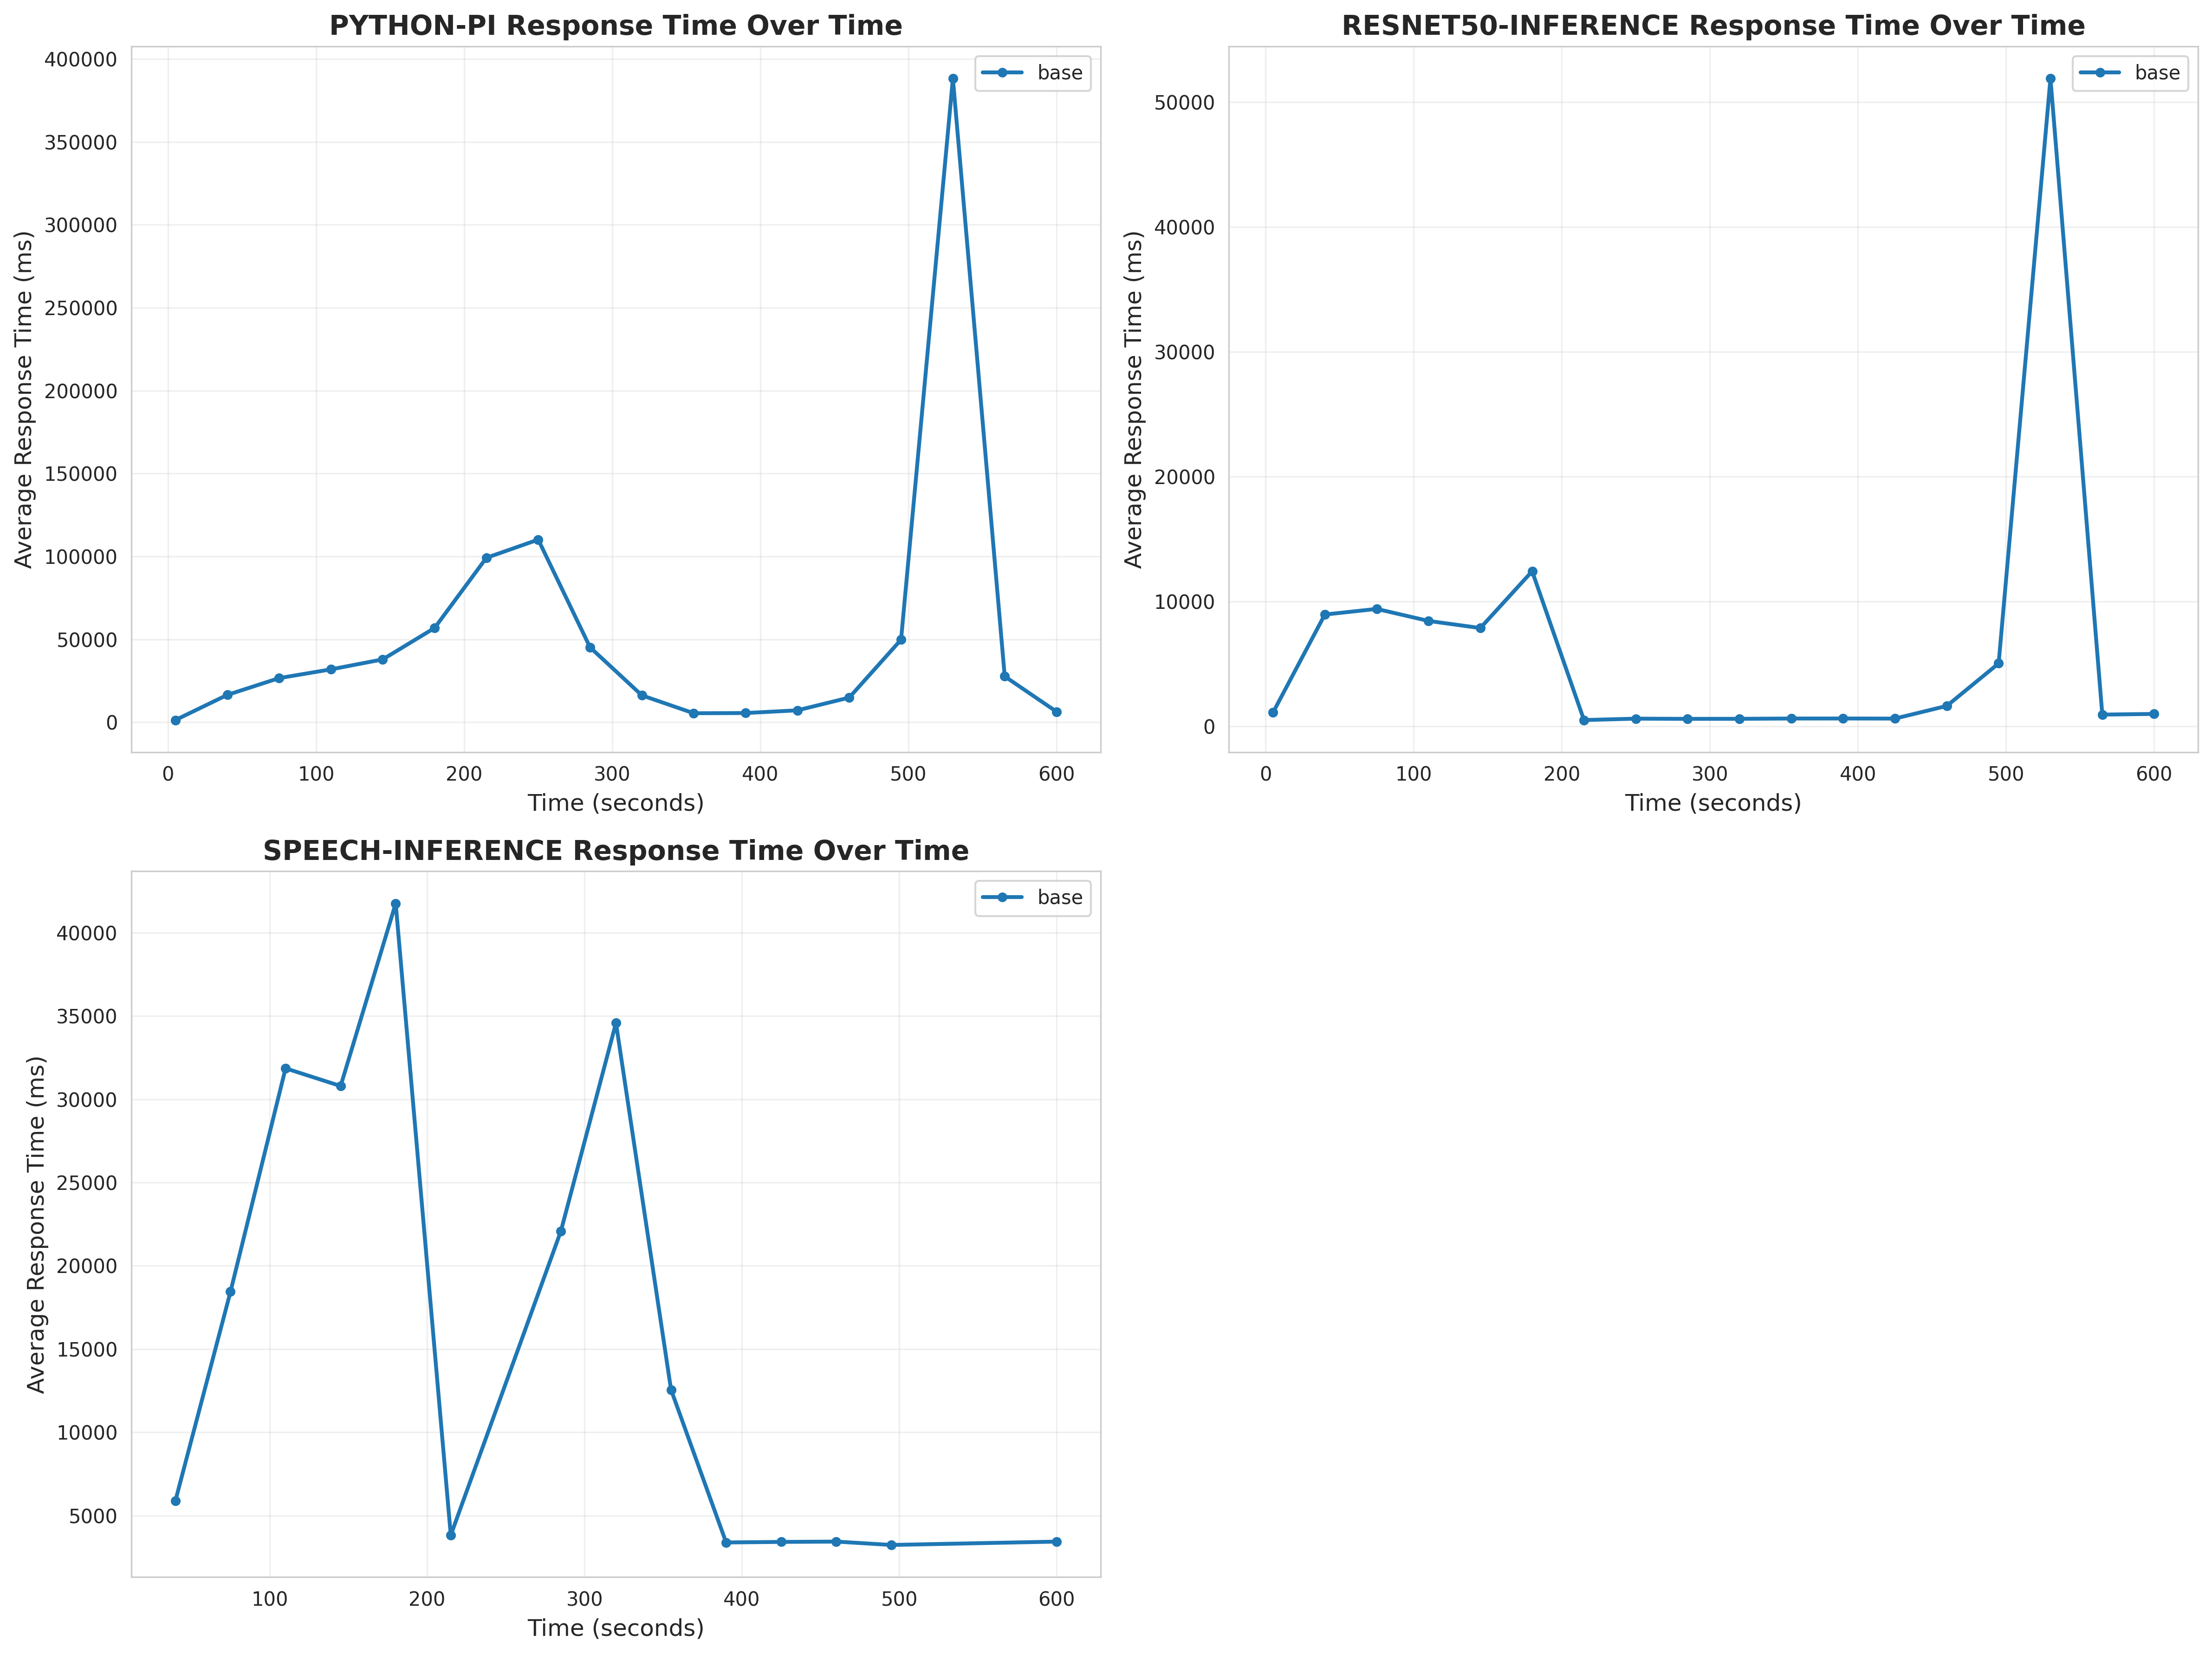 PYTHON-PI Response Time Over Time
base
Average Response Time (ms)
400000
350000
300000
250000
200000
150000
100000
50000
0
0 100 200 300 400 500 600
Time (seconds)
RESNET50-INFERENCE Response Time Over Time
base
Average Response Time (ms)
50000
40000
30000
20000
10000
0
0 100 200 300 400 500 600
Time (seconds)
SPEECH-INFERENCE Response Time Over Time
base
Average Response Time (ms)
40000
35000
30000
25000
20000
15000
10000
5000
100 200 300 400 500 600
Time (seconds)